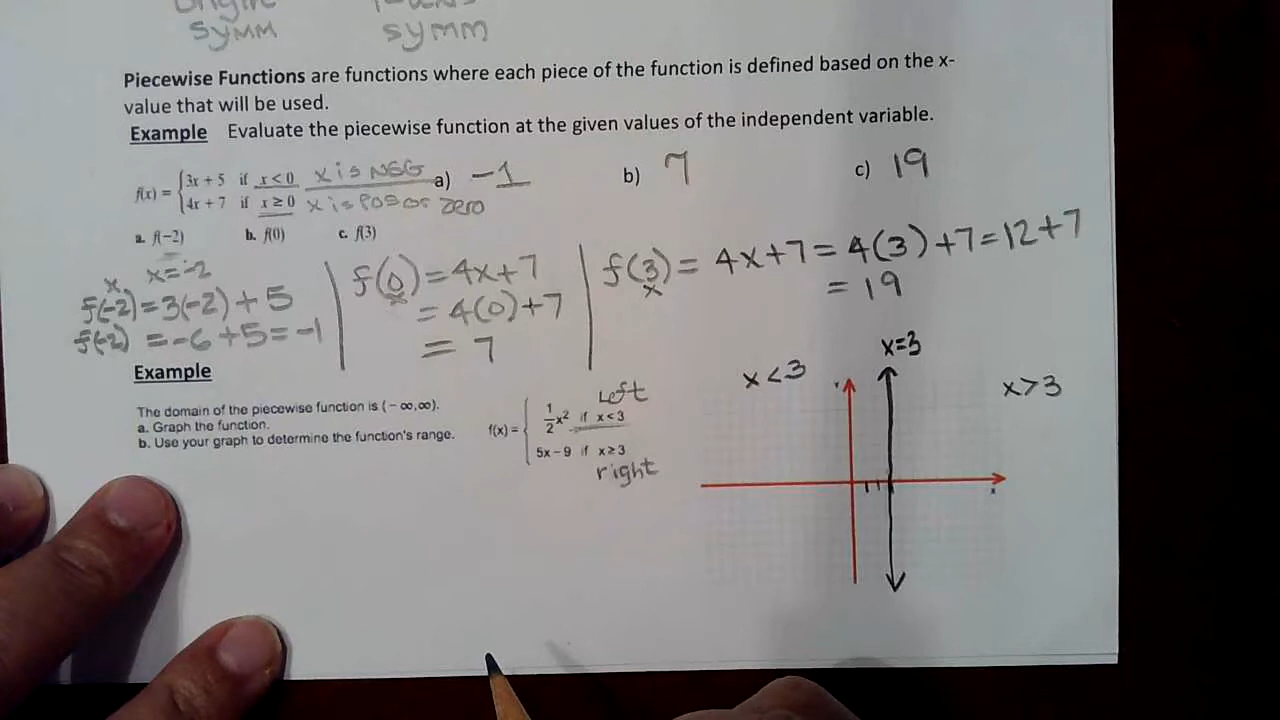 symm symm
Piecewise Functions are functions where each piece of the function is defined based on the x-
value that will be used.
Example Evaluate the piecewise function at the given values of the independent variable.
f(x) = { 3x + 5 if x < 0 x is NEG a) -1 b) 7 c) 19
4x + 7 if x ≥ 0 x is POS or zero
a. f(-2) b. f(0) c. f(3)
x x=-2
f(-2)=3(-2)+5
f(-2) =-6+5=-1
f(0)=4x+7
x
=4(0)+7
= 7
f(3)= 4x+7= 4(3)+7=12+7
x
= 19
Example
The domain of the piecewise function is (-∞,∞).
a. Graph the function.
b. Use your graph to determine the function's range.
Left
f(x) = { 1/2 x² if x < 3
5x - 9 if x ≥ 3
right
x=3
x<3
x>3
x